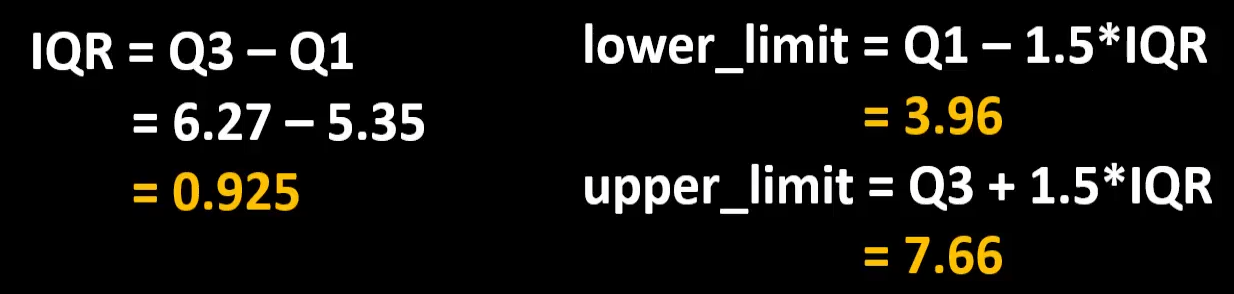 IQR = Q3 – Q1
= 6.27 – 5.35
= 0.925
lower_limit = Q1 – 1.5*IQR
= 3.96
upper_limit = Q3 + 1.5*IQR
= 7.66